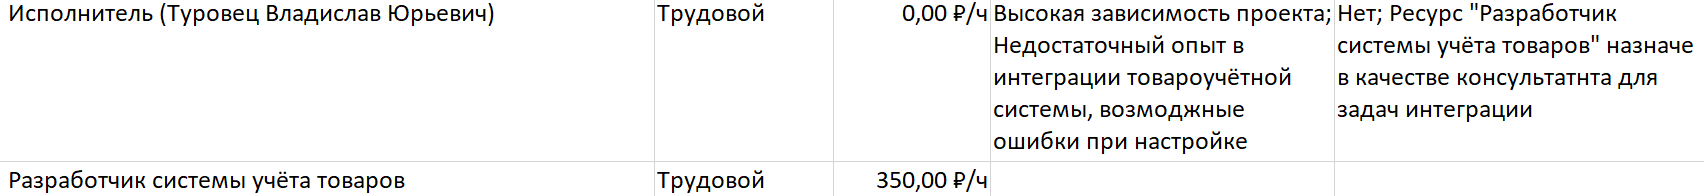 Исполнитель (Туровец Владислав Юрьевич) Трудовой 0,00 ₽/ч Высокая зависимость проекта; Нет; Ресурс "Разработчик
Недостаточный опыт в системы учёта товаров" назначе
интеграции товароучётной в качестве консультатнта для
системы, возмоджные задач интеграции
ошибки при настройке
Разработчик системы учёта товаров Трудовой 350,00 ₽/ч